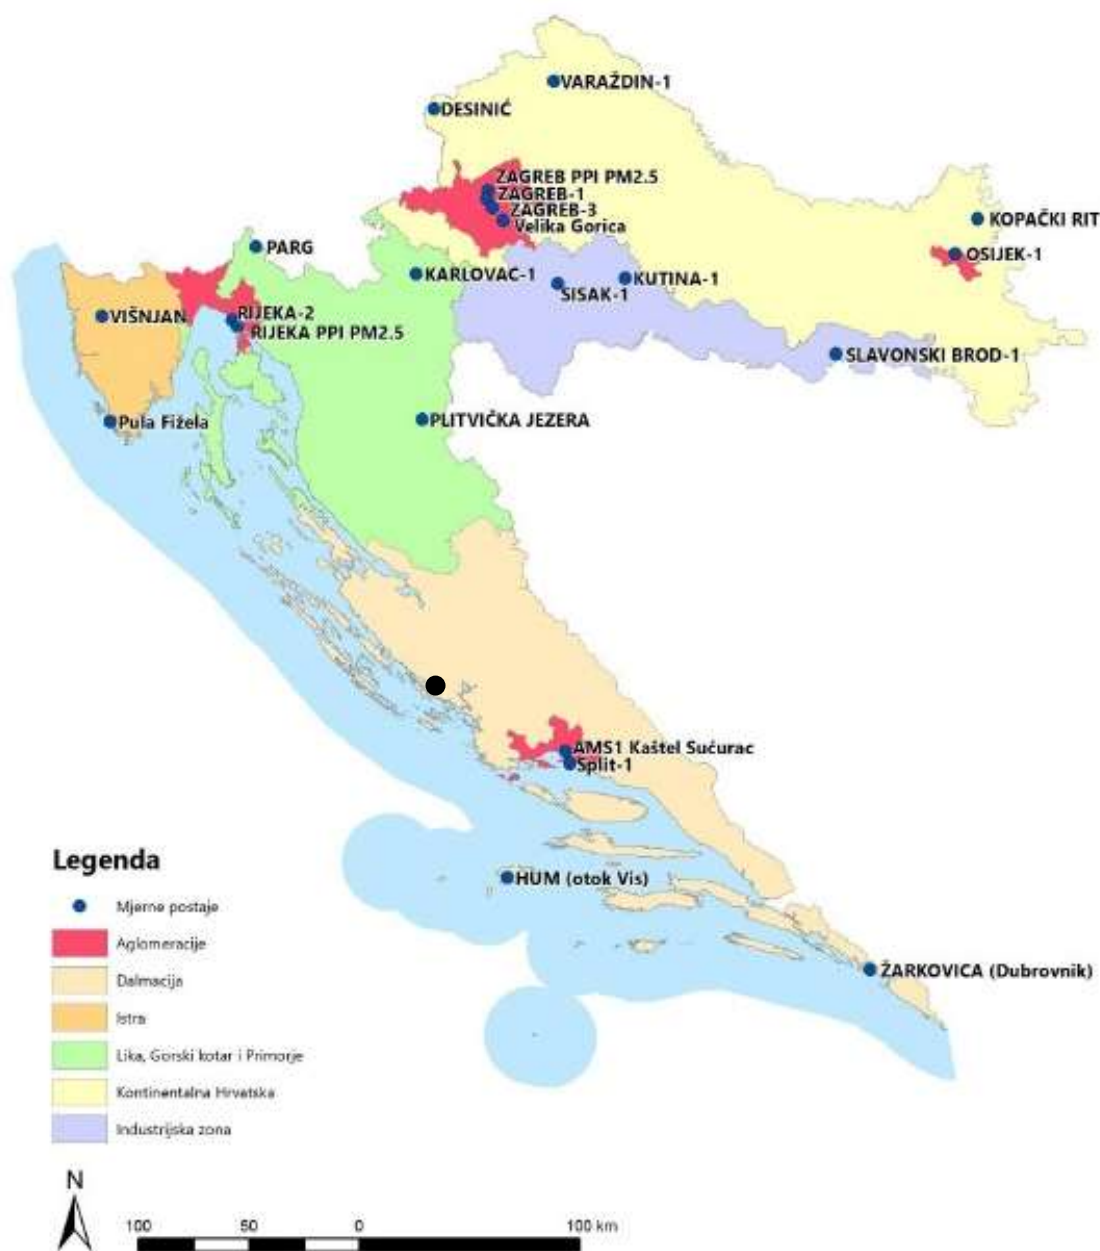 VARAŽDIN-1
DESINIĆ
ZAGREB PPI PM2.5
ZAGREB-1
ZAGREB-3
Velika Gorica
KOPAČKI RIT
PARG
OSIJEK-1
KARLOVAC-1
KUTINA-1
SISAK-1
VIŠNJAN
RIJEKA-2
RIJEKA PPI PM2.5
SLAVONSKI BROD-1
Pula Fižela
PLITVIČKA JEZERA
AMS1 Kaštel Sućurac
Split-1
HUM (otok Vis)
ŽARKOVICA (Dubrovnik)
Legenda
Mjerne postaje
Aglomeracije
Dalmacija
Istra
Lika, Gorski kotar i Primorje
Kontinentalna Hrvatska
Industrijska zona
N
100 50 0 100 km